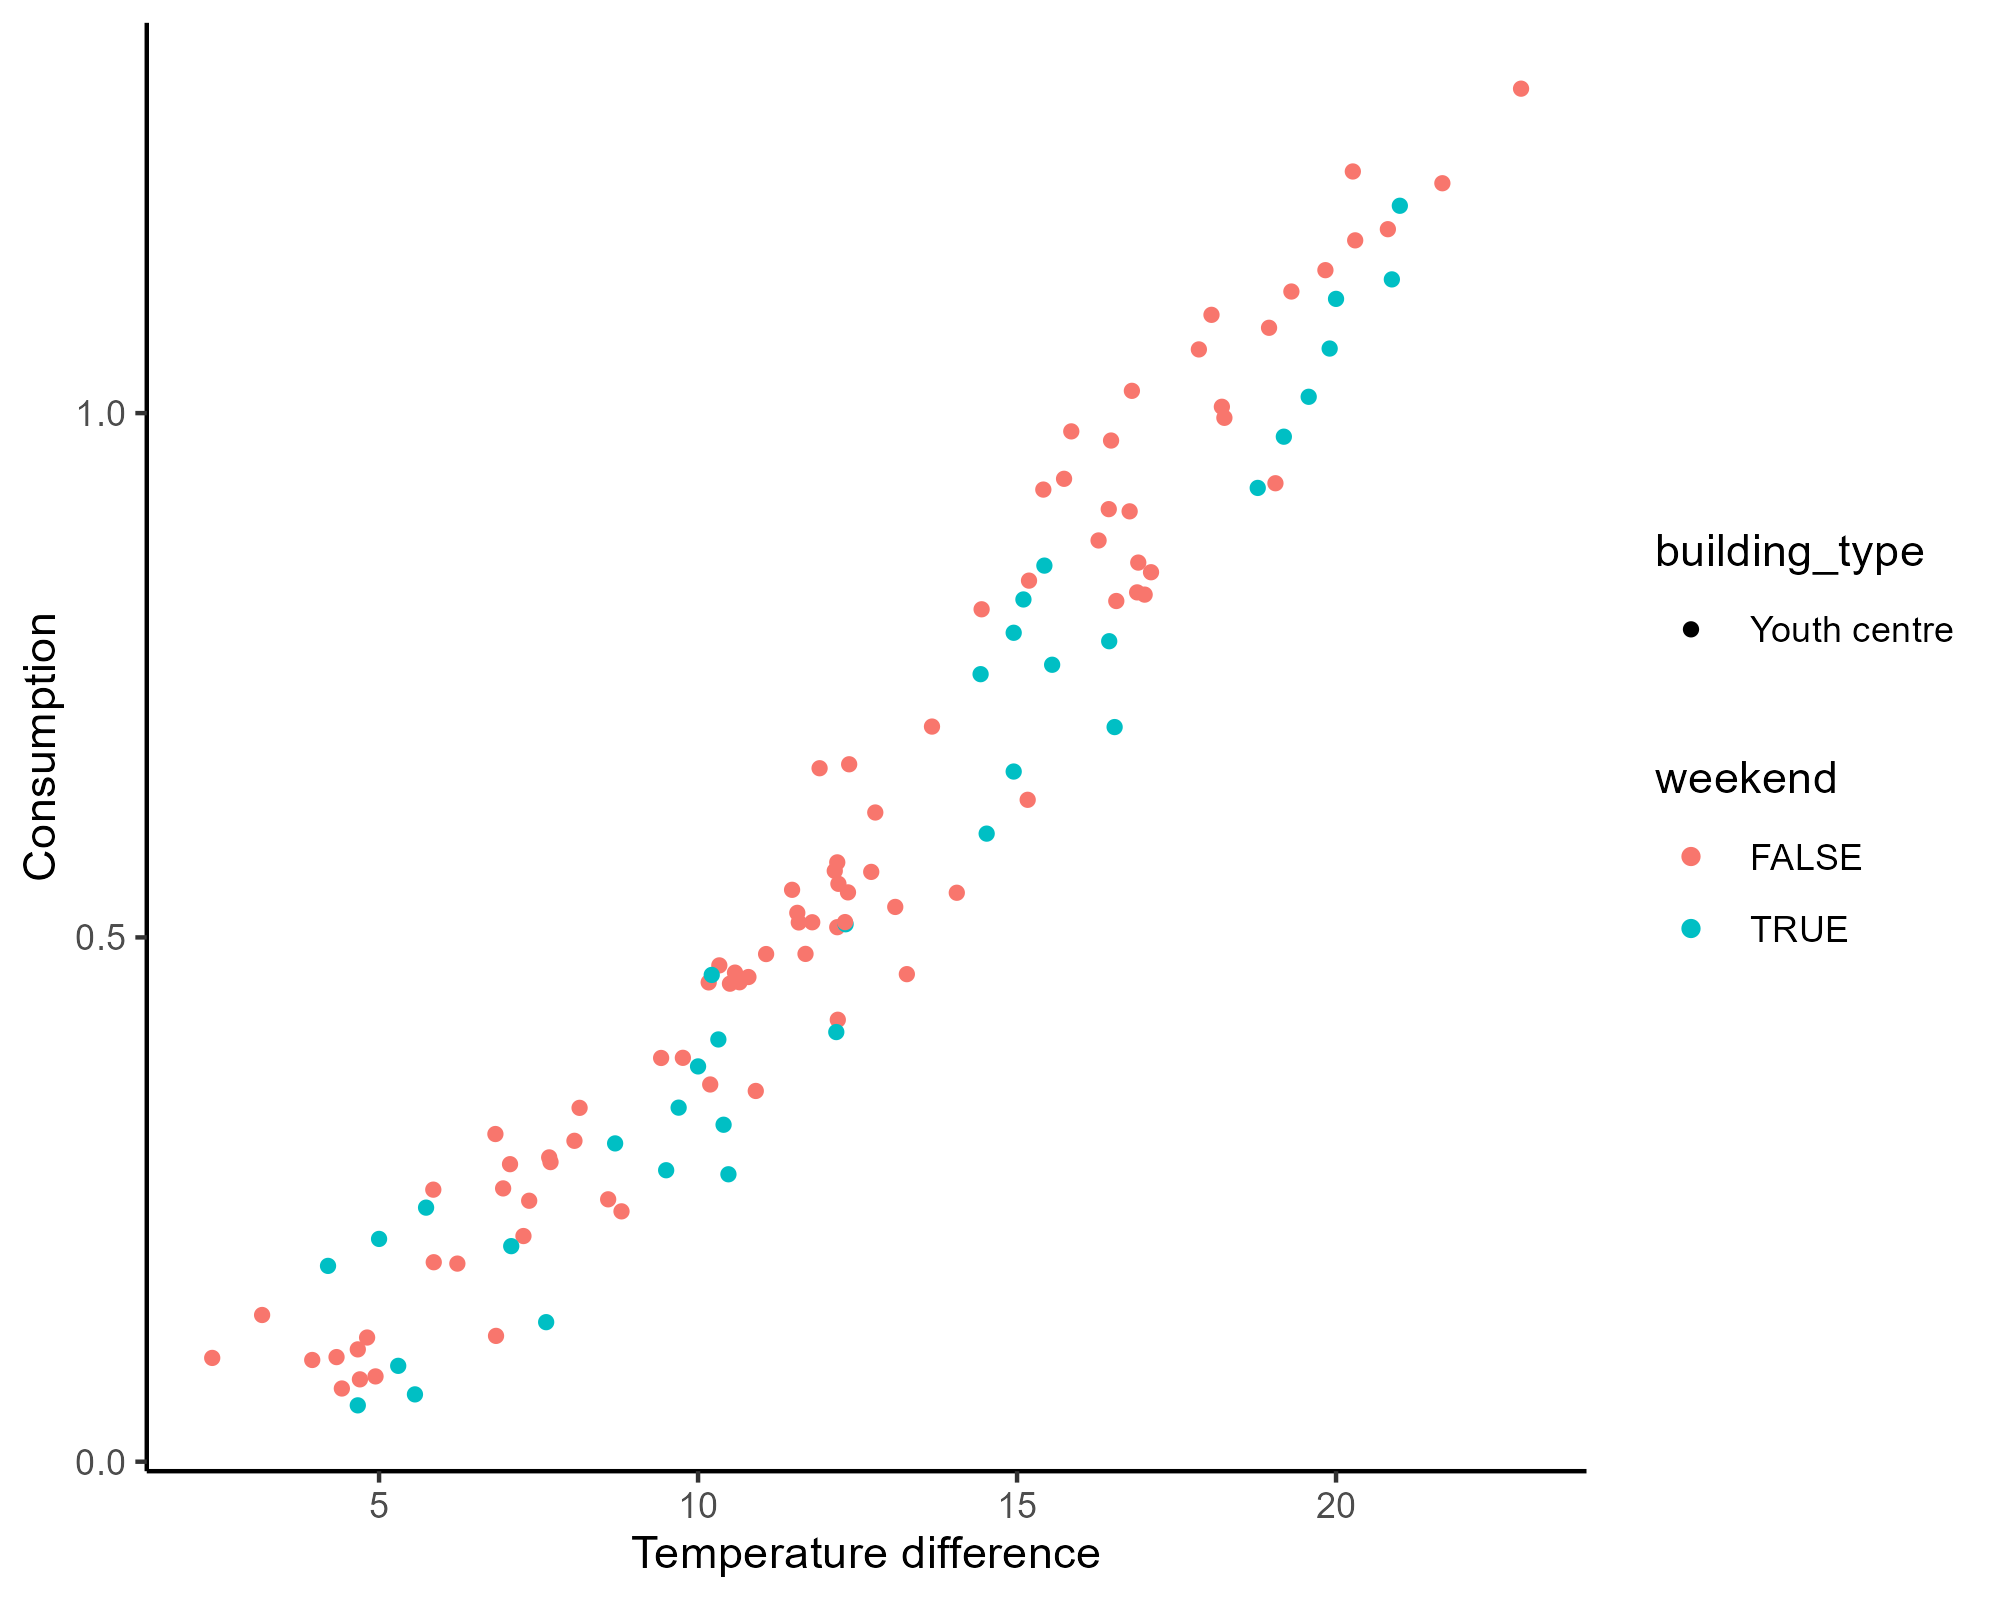 Consumption
1.0
0.5
0.0
5 10 15 20
Temperature difference
building_type
Youth centre
weekend
FALSE
TRUE